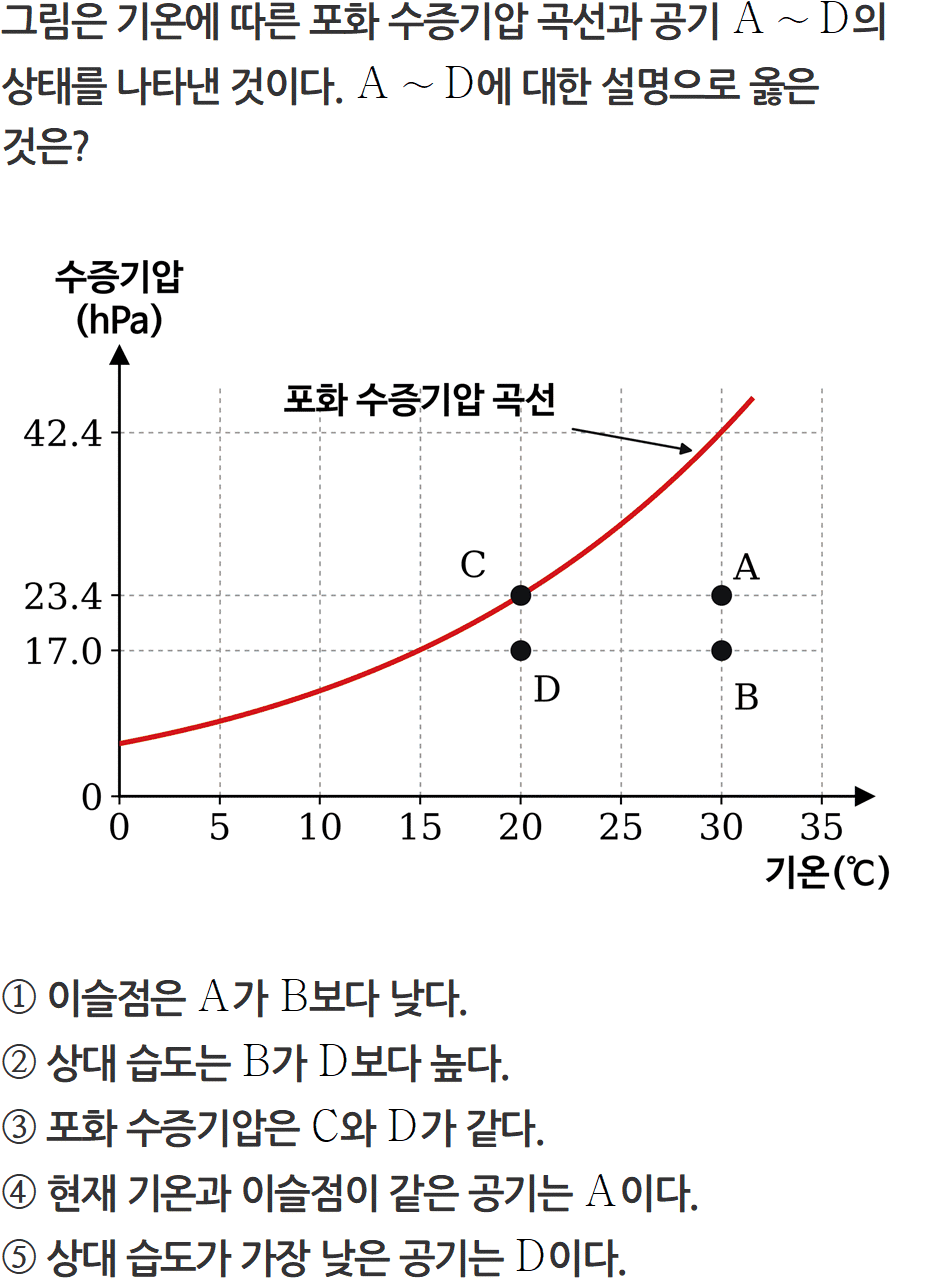 그림은 기온에 따른 포화 수증기압 곡선과 공기 A ~ D의
상태를 나타낸 것이다. A ~ D에 대한 설명으로 옳은
것은?
수증기압
(hPa)
포화 수증기압 곡선
42.4
C
A
23.4
17.0
D
B
0
0 5 10 15 20 25 30 35
기온(℃)
① 이슬점은 A가 B보다 낮다.
② 상대 습도는 B가 D보다 높다.
③ 포화 수증기압은 C와 D가 같다.
④ 현재 기온과 이슬점이 같은 공기는 A이다.
⑤ 상대 습도가 가장 낮은 공기는 D이다.